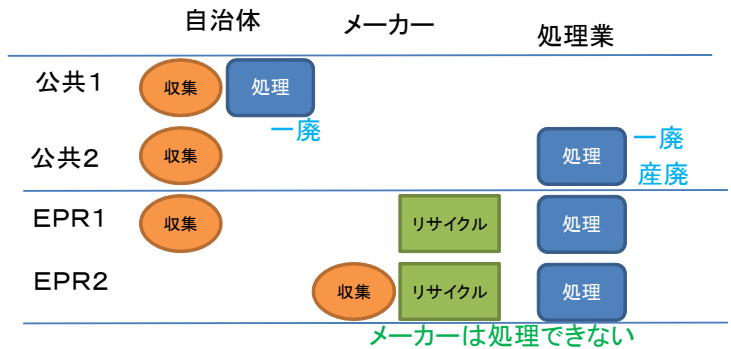 自治体 メーカー 処理業
公共１ 収集 処理
一廃
公共２ 収集 処理 一廃
産廃
ＥＰＲ１ 収集 リサイクル 処理
ＥＰＲ２ 収集 リサイクル 処理
メーカーは処理できない